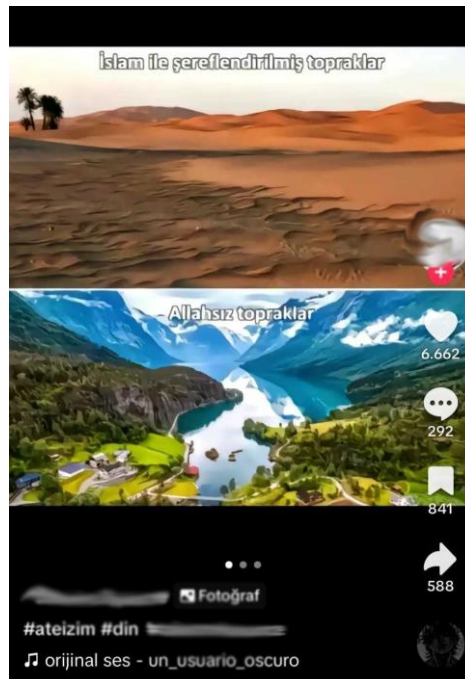 İslam ile şereflendirilmiş topraklar
Allahsız topraklar
6.662
292
841
588
Fotoğraf
#ateizim #din
orijinal ses - un_usuario_oscuro